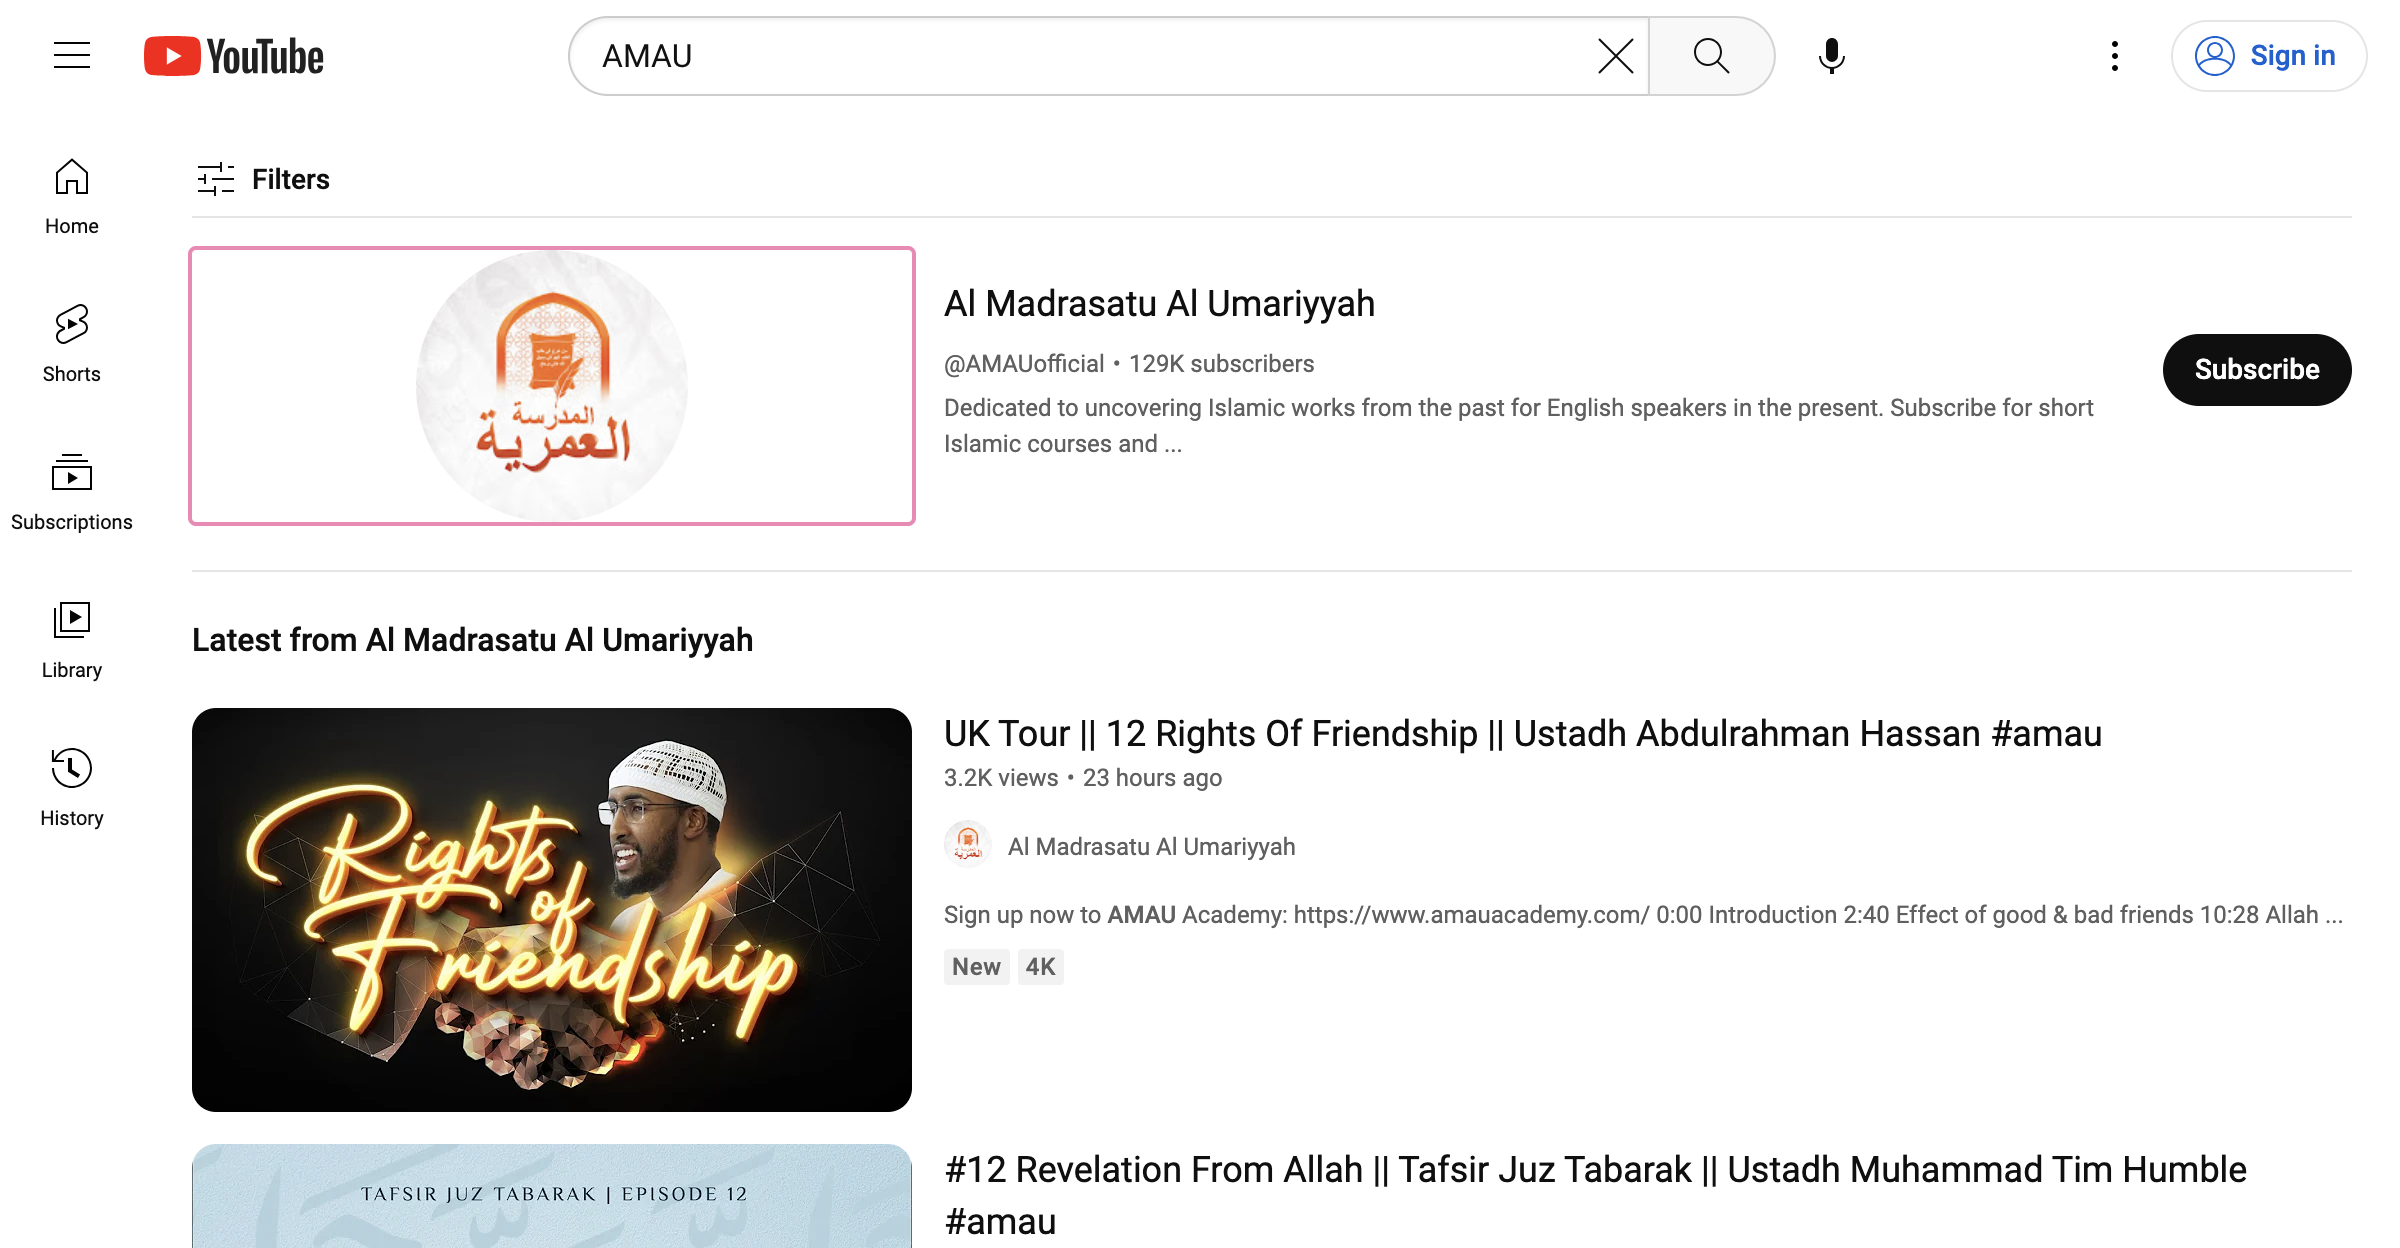 YouTube
AMAU
Sign in
Home
Shorts
Subscriptions
Library
History
Filters
المدرسة
العمرية
Al Madrasatu Al Umariyyah
@AMAUofficial • 129K subscribers
Dedicated to uncovering Islamic works from the past for English speakers in the present. Subscribe for short
Islamic courses and ...
Subscribe
Latest from Al Madrasatu Al Umariyyah
Rights
of
Friendship
UK Tour || 12 Rights Of Friendship || Ustadh Abdulrahman Hassan #amau
3.2K views • 23 hours ago
العمرية
Al Madrasatu Al Umariyyah
Sign up now to AMAU Academy: https://www.amauacademy.com/ 0:00 Introduction 2:40 Effect of good & bad friends 10:28 Allah ...
New 4K
TAFSIR JUZ TABARAK | EPISODE 12
#12 Revelation From Allah || Tafsir Juz Tabarak || Ustadh Muhammad Tim Humble
#amau